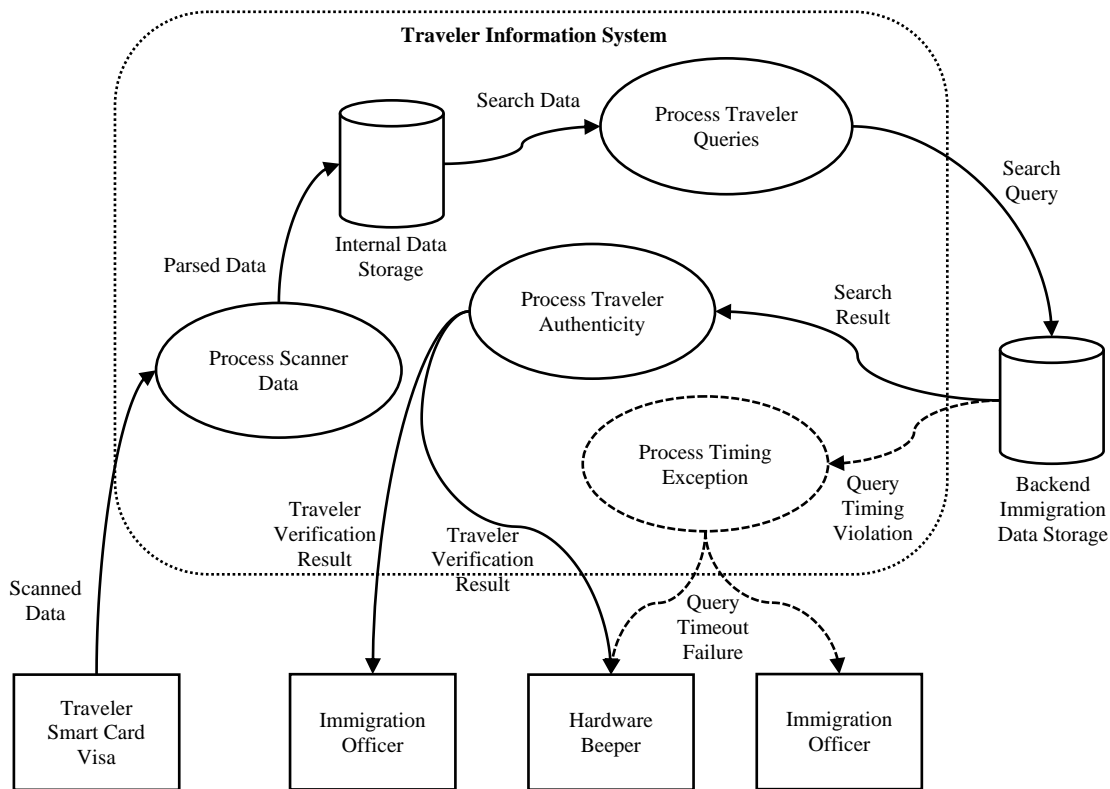 Traveler Information System
Search Data
Process Traveler
Queries
Search
Query
Internal Data
Storage
Parsed Data
Process Traveler
Authenticity
Search
Result
Process Scanner
Data
Process Timing
Exception
Query
Timing
Violation
Backend
Immigration
Data Storage
Traveler
Verification
Result
Traveler
Verification
Result
Scanned
Data
Query
Timeout
Failure
Traveler
Smart Card
Visa
Immigration
Officer
Hardware
Beeper
Immigration
Officer